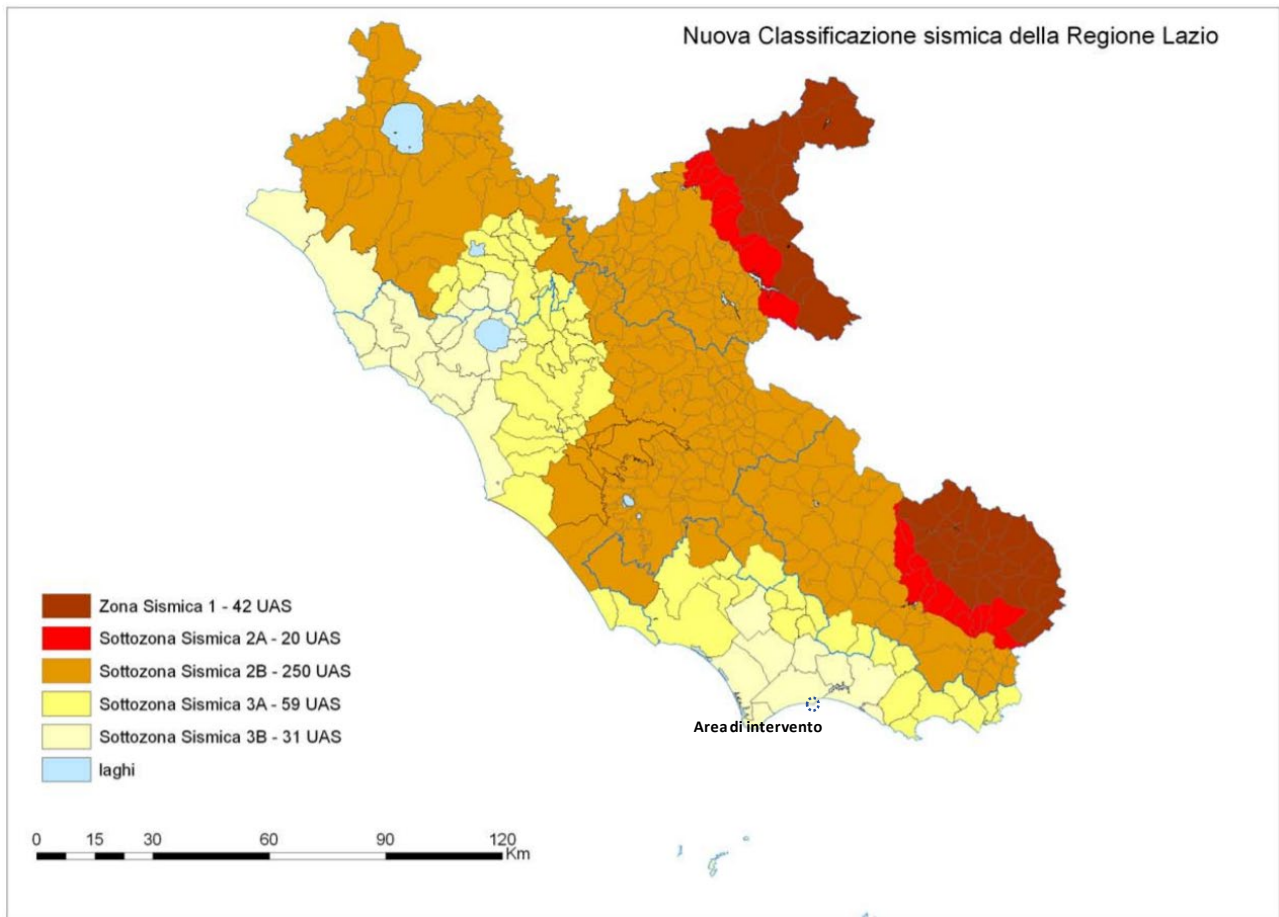 Nuova Classificazione sismica della Regione Lazio
Zona Sismica 1 - 42 UAS
Sottozona Sismica 2A - 20 UAS
Sottozona Sismica 2B - 250 UAS
Sottozona Sismica 3A - 59 UAS
Sottozona Sismica 3B - 31 UAS
laghi
Area di intervento
0 15 30 60 90 120
Km